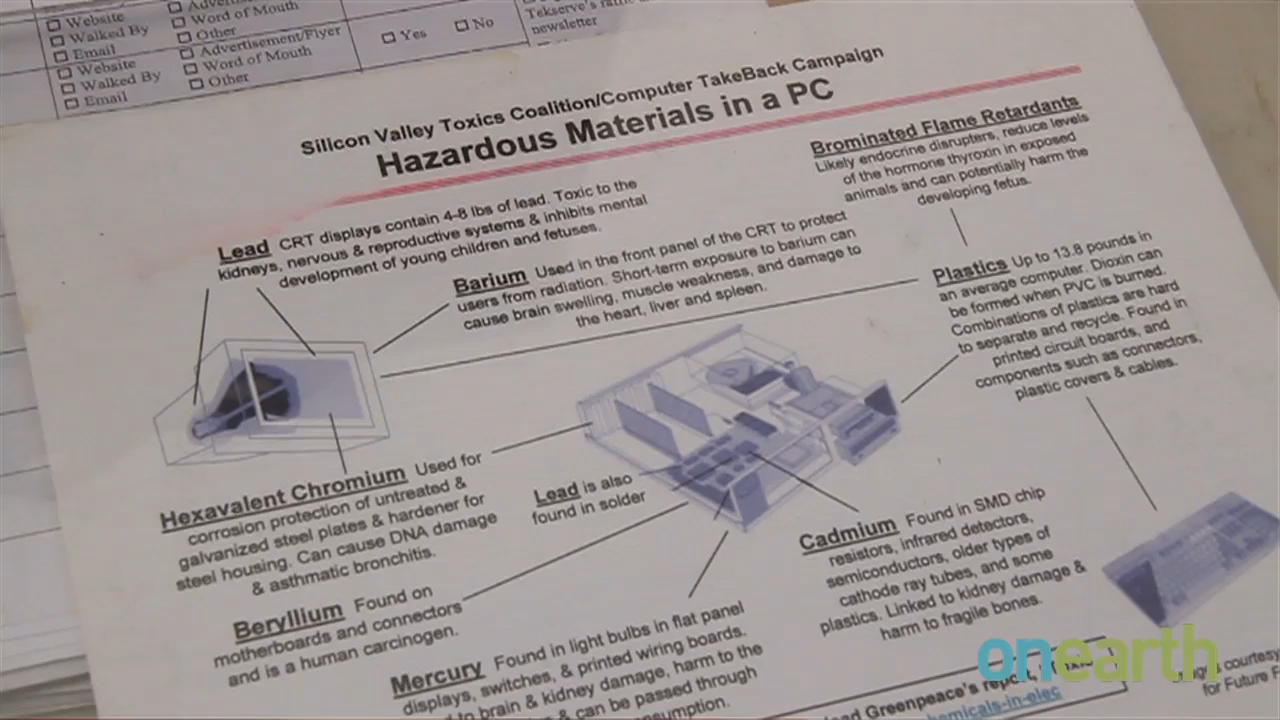 Website
Walked By
Word of Mouth
Email
Other
Yes
No
newsletter
Website
Advertisement/Flyer
Walked By
Word of Mouth
Email
Other
Silicon Valley Toxics Coalition/Computer TakeBack Campaign
Hazardous Materials in a PC
Lead CRT displays contain 4-8 lbs of lead. Toxic to the
kidneys, nervous & reproductive systems & inhibits mental
development of young children and fetuses.
Barium Used in the front panel of the CRT to protect
users from radiation. Short-term exposure to barium can
cause brain swelling, muscle weakness, and damage to
the heart, liver and spleen.
Brominated Flame Retardants
Likely endocrine disrupters, reduce levels
of the hormone thyroxin in exposed
animals and can potentially harm the
developing fetus.
Plastics Up to 13.8 pounds in
an average computer. Dioxin can
be formed when PVC is burned.
Combinations of plastics are hard
to separate and recycle. Found in
printed circuit boards, and
components such as connectors,
plastic covers & cables.
Hexavalent Chromium Used for
corrosion protection of untreated &
galvanized steel plates & hardener for
steel housing. Can cause DNA damage
& asthmatic bronchitis.
Lead is also
found in solder
Cadmium Found in SMD chip
resistors, infrared detectors,
semiconductors, older types of
cathode ray tubes, and some
plastics. Linked to kidney damage &
harm to fragile bones.
Beryllium Found on
motherboards and connectors
and is a human carcinogen.
Mercury Found in light bulbs in flat panel
displays, switches, & printed wiring boards.
to brain & kidney damage, harm to the
& can be passed through
Greenpeace's report
courtesy
for Future
onearth